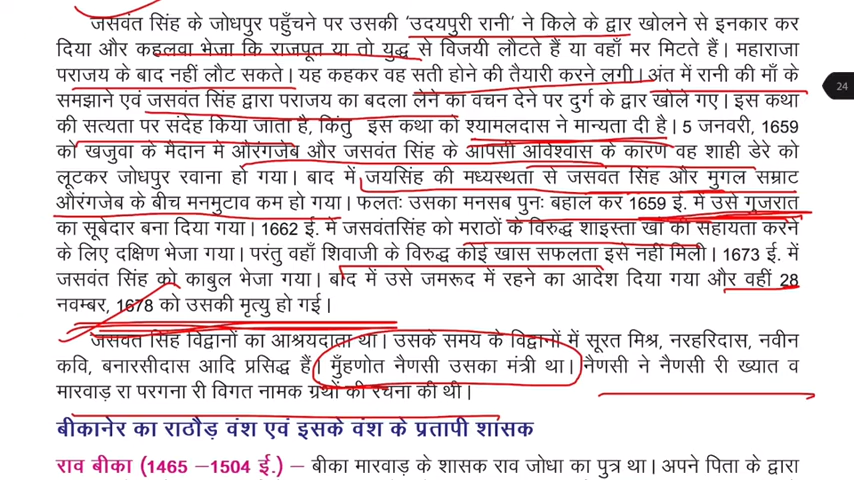 जसवंत सिंह के जोधपुर पहुँचने पर उसकी 'उदयपुरी रानी' ने किले के द्वार खोलने से इनकार कर
दिया और कहलवा भेजा कि राजपूत या तो युद्ध से विजयी लौटते हैं या वहाँ मर मिटते हैं। महाराजा
पराजय के बाद नहीं लौट सकते। यह कहकर वह सती होने की तैयारी करने लगी। अंत में रानी की माँ के
समझाने एवं जसवंत सिंह द्वारा पराजय का बदला लेने का वचन देने पर दुर्ग के द्वार खोले गए। इस कथा
की सत्यता पर संदेह किया जाता है, किंतु इस कथा को श्यामलदास ने मान्यता दी है। 5 जनवरी, 1659
को खजुवा के मैदान मे औरंगजेब और जसवंत सिंह के आपसी अविश्वास के कारण वह शाही डेरे को
लूटकर जोधपुर रवाना हो गया। बाद में जयसिंह की मध्यस्थता से जसवंत सिंह और मुगल सम्राट
औरंगजेब के बीच मनमुटाव कम हो गया। फलतः उसका मनसब पुनः बहाल कर 1659 ई. में उसे गुजरात
का सूबेदार बना दिया गया। 1662 ई. में जसवंतसिंह को मराठों के विरुद्ध शाइस्ता खाँ की सहायता करने
के लिए दक्षिण भेजा गया। परंतु वहाँ शिवाजी के विरुद्ध कोई खास सफलता इसे नहीं मिली। 1673 ई. में
जसवंत सिंह को काबुल भेजा गया। बाद में उसे जमरूद में रहने का आदेश दिया गया और वहीं 28
नवम्बर, 1678 को उसकी मृत्यु हो गई।
जसवंत सिंह विद्वानों का आश्रयदाता था। उसके समय के विद्वानों में सूरत मिश्र, नरहरिदास, नवीन
कवि, बनारसीदास आदि प्रसिद्ध हैं। मुँहणोत नैणसी उसका मंत्री था। नैणसी ने नैणसी री ख्यात व
मारवाड़ रा परगना री विगत नामक ग्रथों की रचना की थी।
बीकानेर का राठौड़ वंश एवं इसके वंश के प्रतापी शासक
राव बीका (1465 –1504 ई.) – बीका मारवाड़ के शासक राव जोधा का पुत्र था। अपने पिता के द्वारा
24